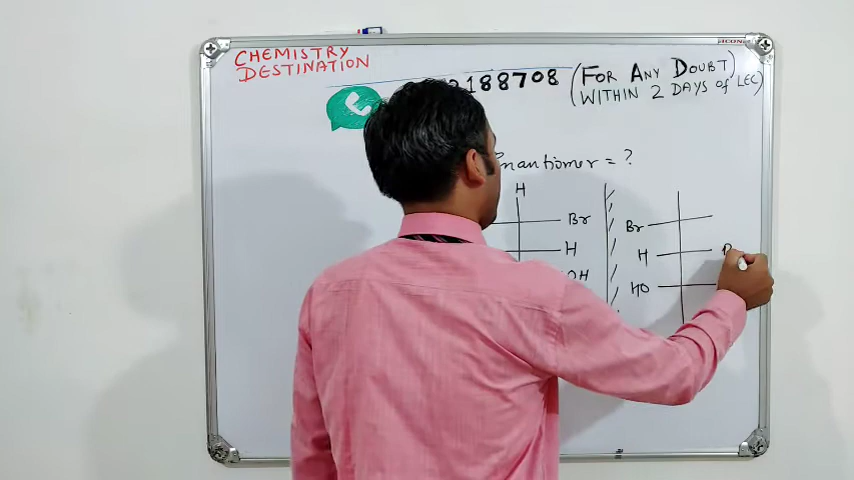 CHEMISTRY
DESTINATION
188708 (FOR ANY DOUBT)
WITHIN 2 DAYS of LEC)
nantiomer = ?
H
Br
Br
H
H
OH
HO